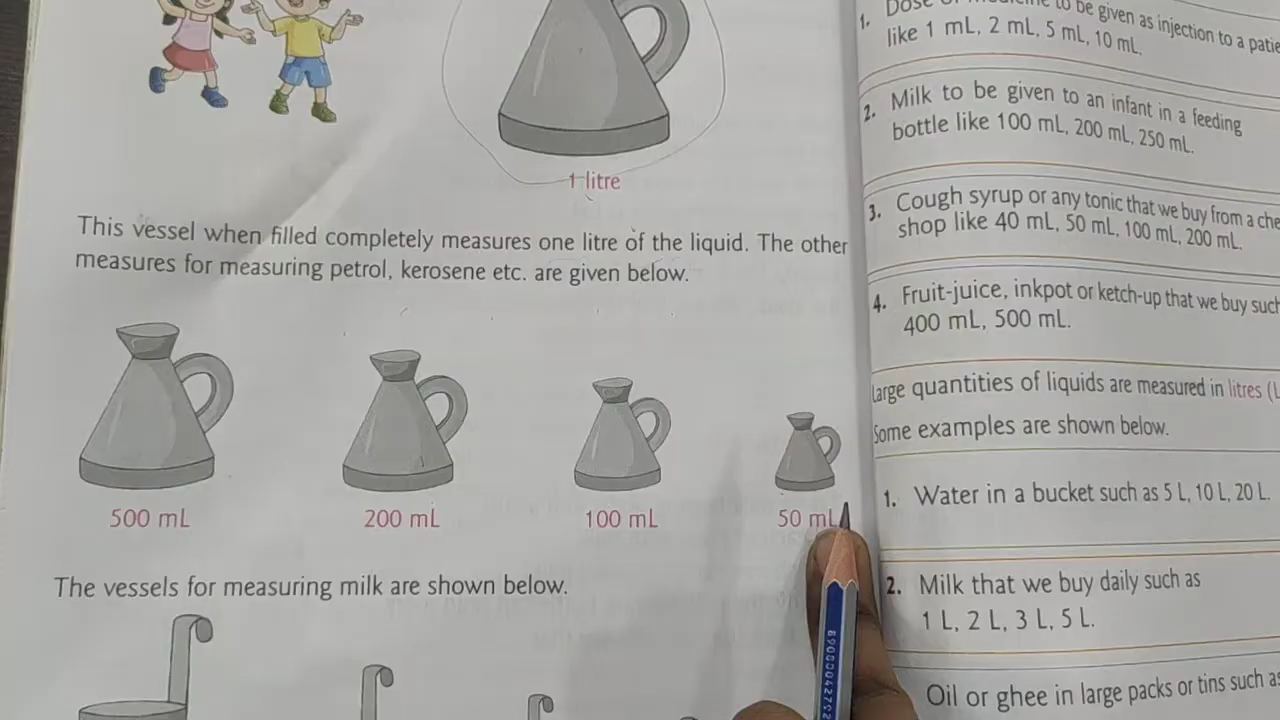 1 litre
This vessel when filled completely measures one litre of the liquid. The other
measures for measuring petrol, kerosene etc. are given below.
500 mL
200 mL
100 mL
50 mL
The vessels for measuring milk are shown below.
1. Dose of medicine to be given as injection to a
like 1 mL, 2 mL, 5 mL, 10 mL.
2. Milk to be given to an infant in a feeding
bottle like 100 mL, 200 mL, 250 mL.
3. Cough syrup or any tonic that we buy from a
shop like 40 mL, 50 mL, 100 mL, 200 mL.
4. Fruit-juice, inkpot or ketch-up that we buy such
400 mL, 500 mL.
Large quantities of liquids are measured in litres (L
Some examples are shown below.
1. Water in a bucket such as 5 L, 10 L, 20 L.
2. Milk that we buy daily such as
1 L, 2 L, 3 L, 5 L.
Oil or ghee in large packs or tins such as